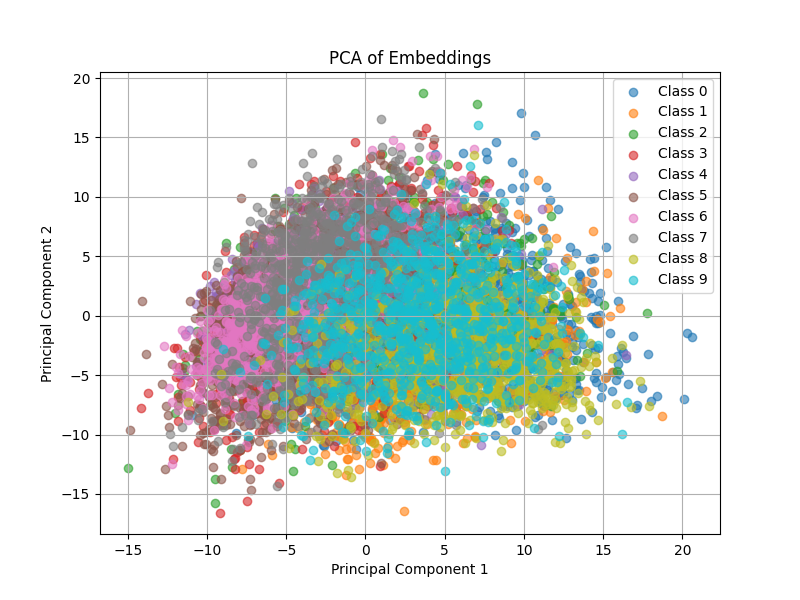 PCA of Embeddings
20
15
10
5
0
−5
−10
−15
Principal Component 2
Class 0
Class 1
Class 2
Class 3
Class 4
Class 5
Class 6
Class 7
Class 8
Class 9
−15 −10 −5 0 5 10 15 20
Principal Component 1